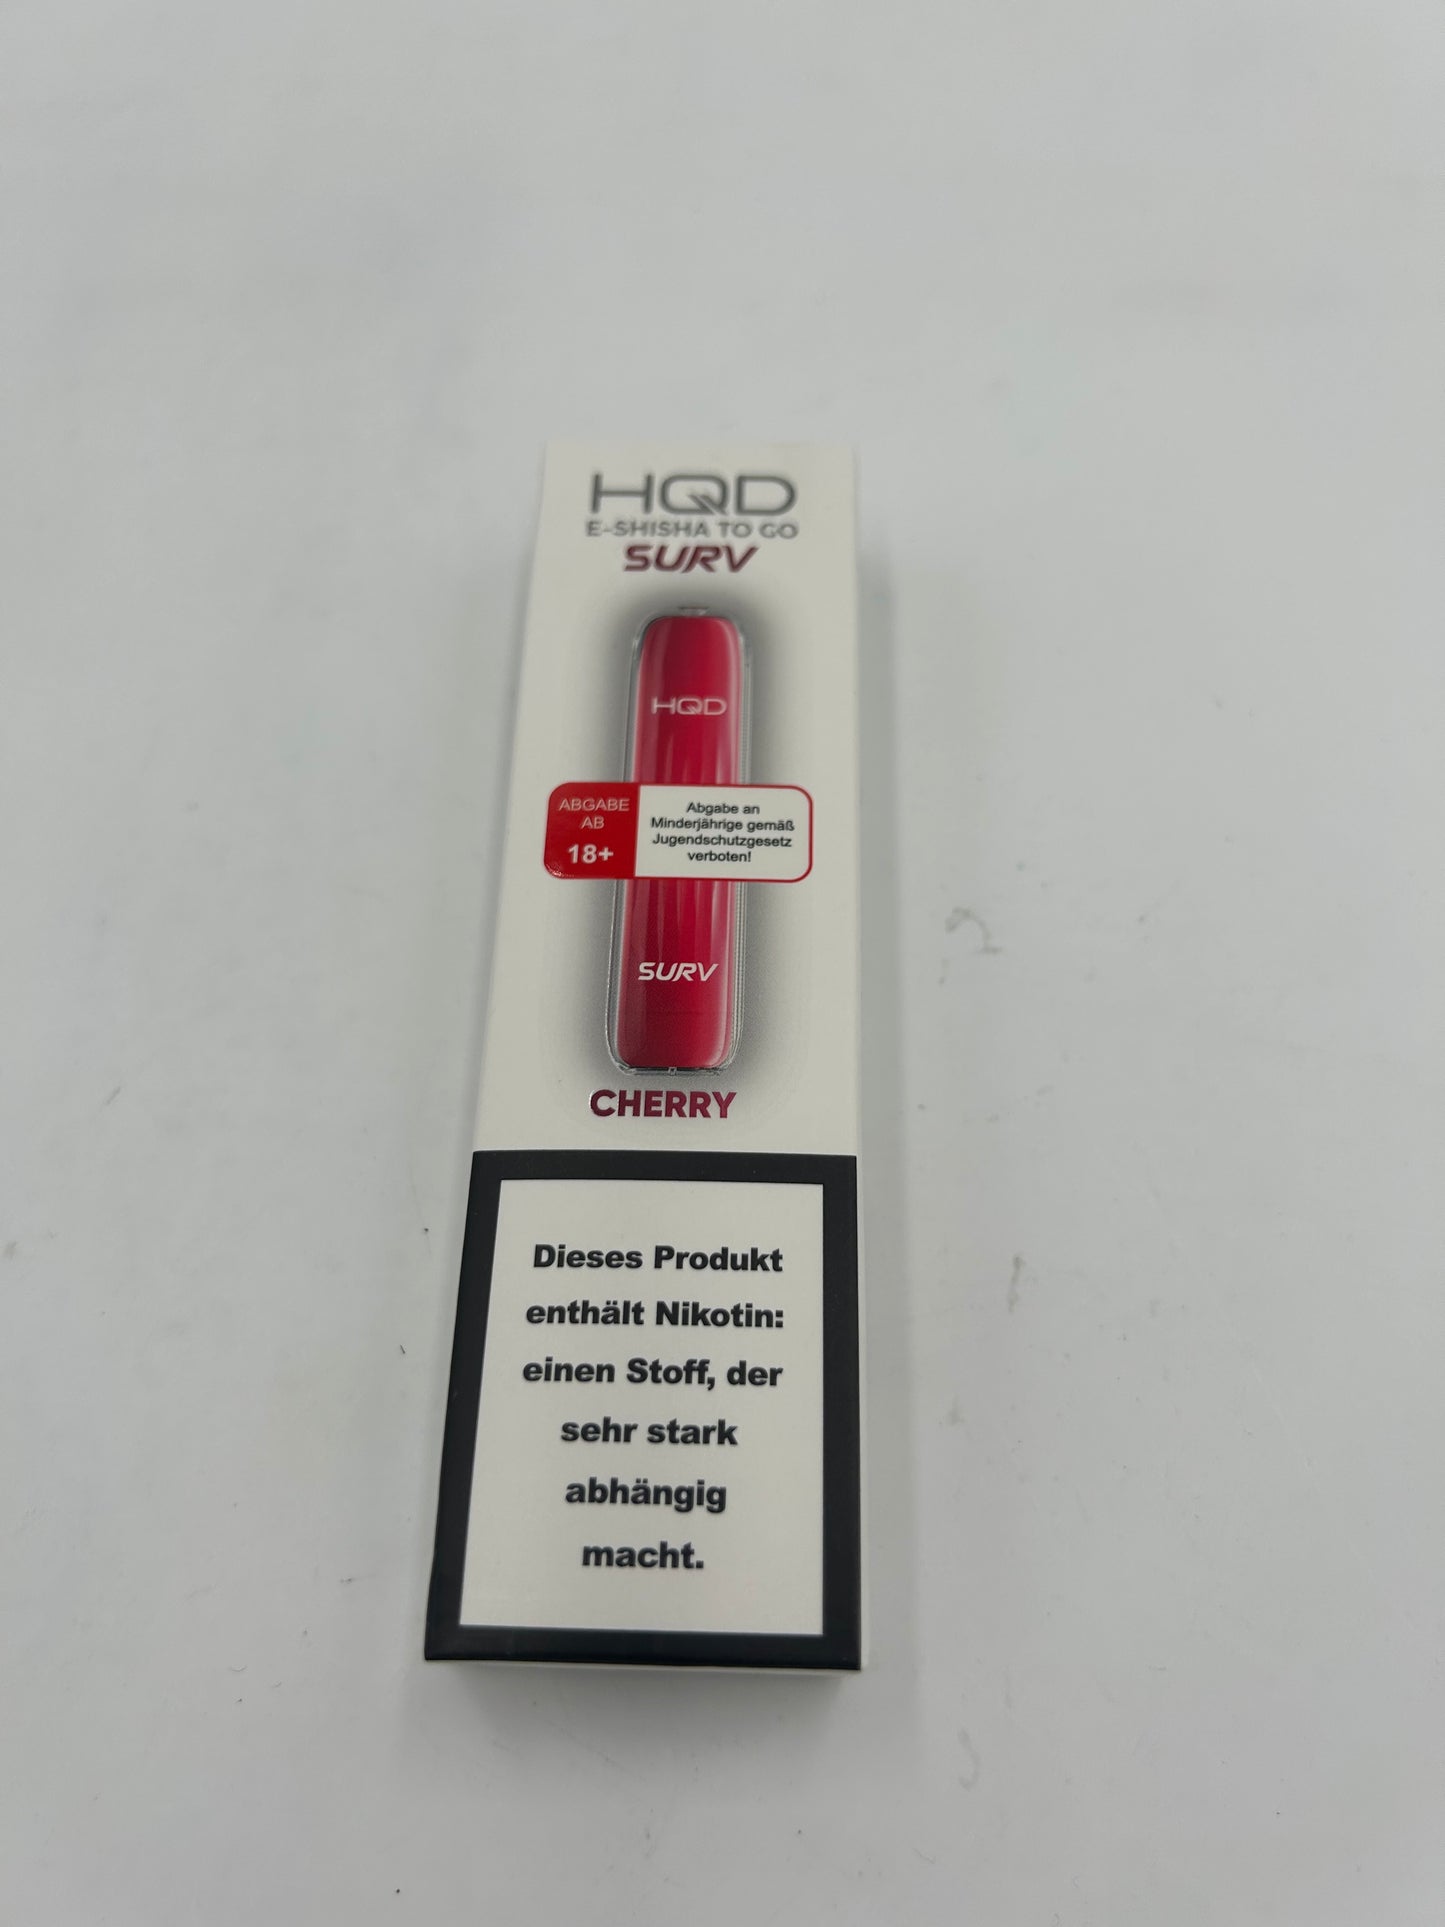 HQD
E-SHISHA TO GO
SURV
HQD
ABGABE
AB
18+
Abgabe an
Minderjährige gemäß
Jugendschutzgesetz
verboten!
SURV
CHERRY
Dieses Produkt
enthält Nikotin:
einen Stoff, der
sehr stark
abhängig
macht.